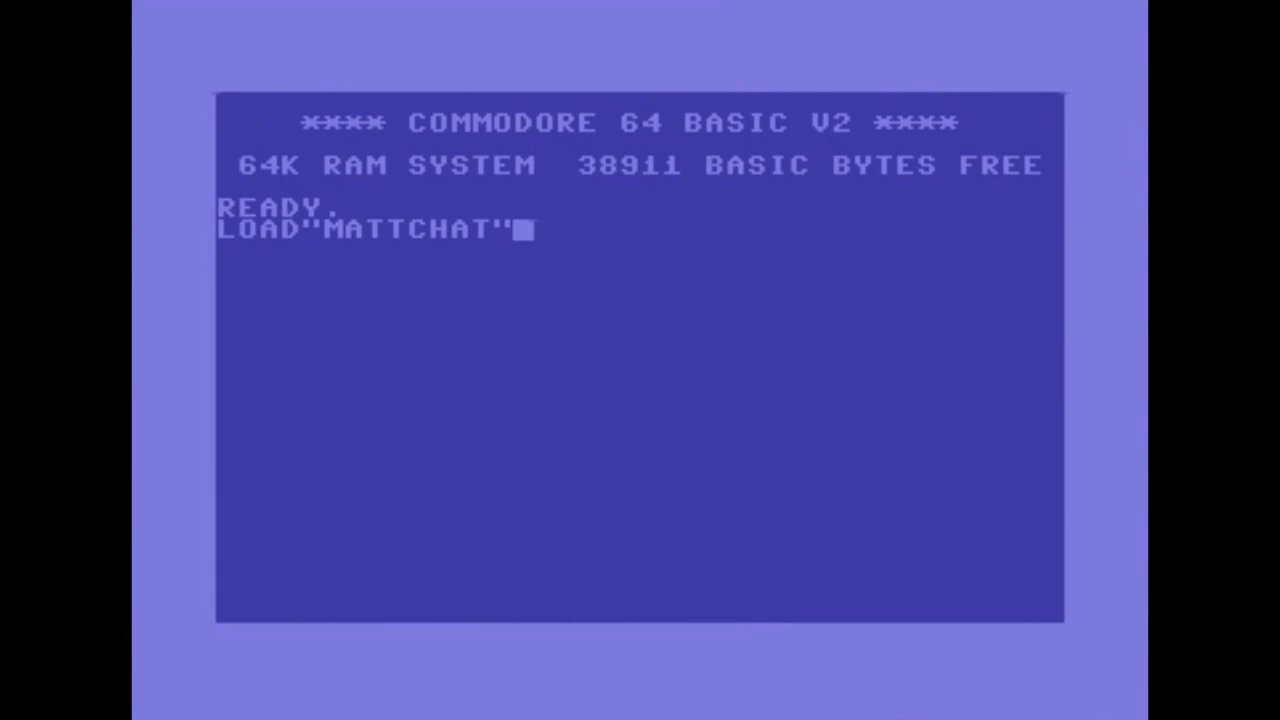 **** COMMODORE 64 BASIC V2 ****
64K RAM SYSTEM  38911 BASIC BYTES FREE
READY.
LOAD"MATTCHAT"